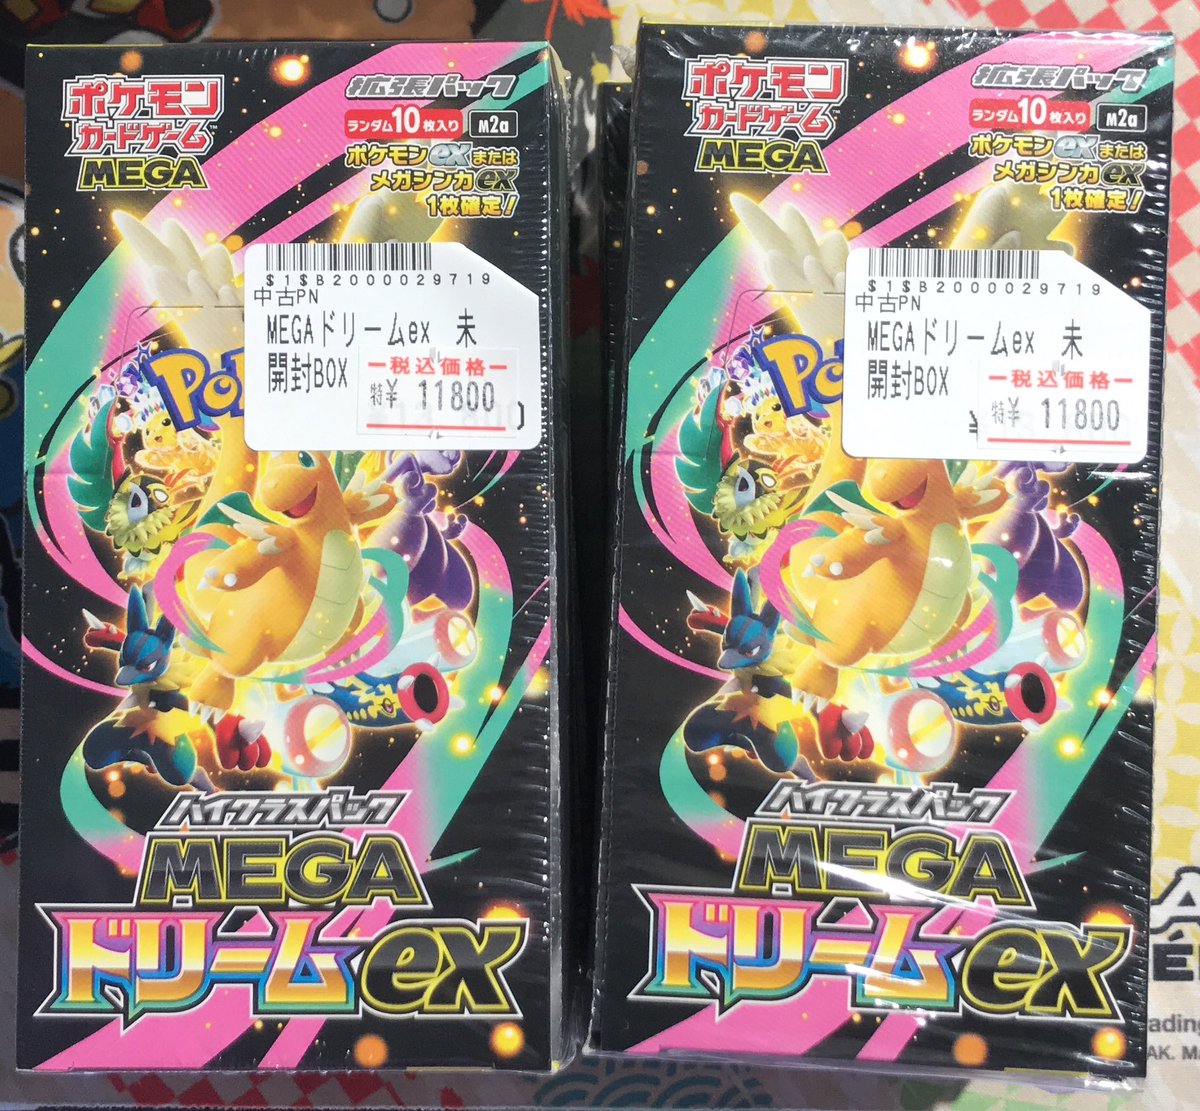 ポケモン
カードゲーム
MEGA
拡張パック
ランダム10枚入り
M2a
ポケモンexまたは
メガシンカex
1枚確定!
$1$B2000029719
中古PN
MEGAドリームex 未
開封BOX
税込価格
特¥ 11800
ハイクラスパック
MEGA
ドリームex
ポケモン
カードゲーム
MEGA
拡張パック
ランダム10枚入り
M2a
ポケモンexまたは
メガシンカex
1枚確定!
$1$B2000029719
中古PN
MEGAドリームex 未
開封BOX
税込価格
特¥ 11800
ハイクラスパック
MEGA
ドリームex